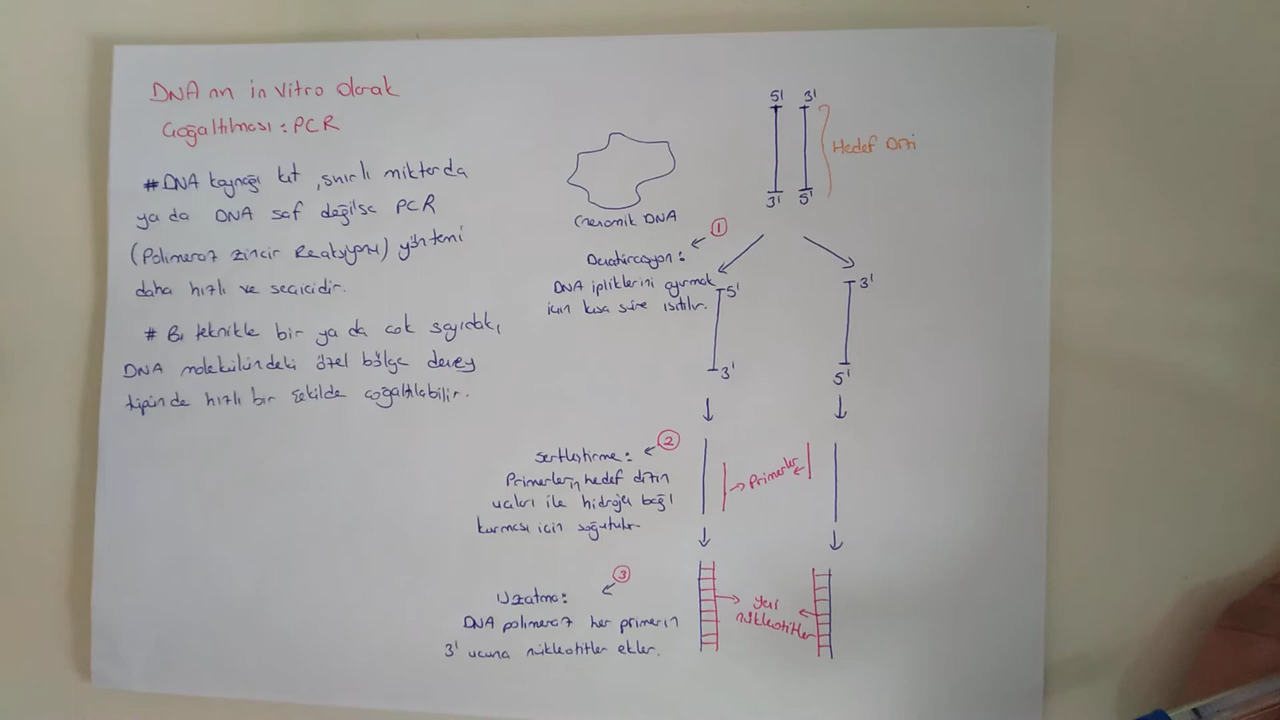 DNA nın in vitro olarak
Çoğaltılması : PCR
# DNA kaynağı kıt, sınırlı miktarda
ya da DNA saf değilse PCR
(Polimeraz zincir Reaksiyonu) yöntemi
daha hızlı ve seçicidir.
# Bu teknikle bir ya da çok sayıdaki,
DNA molekülündeki özel bölge deney
tüpünde hızlı bir şekilde çoğaltılabilir.
5' 3'
Hedef Dizi
3' 5'
Genomik DNA
1
Denatürasyon :
DNA ipliklerini ayırmak
için kısa süre ısıtılır.
5' 3'
3' 5'
2
Sertleştirme :
Primerlerin hedef dizin
uçları ile hidrojen bağı
kurması için soğutulur.
Primerler
3
Uzatma :
DNA polimeraz her primerin
3' ucuna nükleotitler ekler.
yeni
nükleotitler